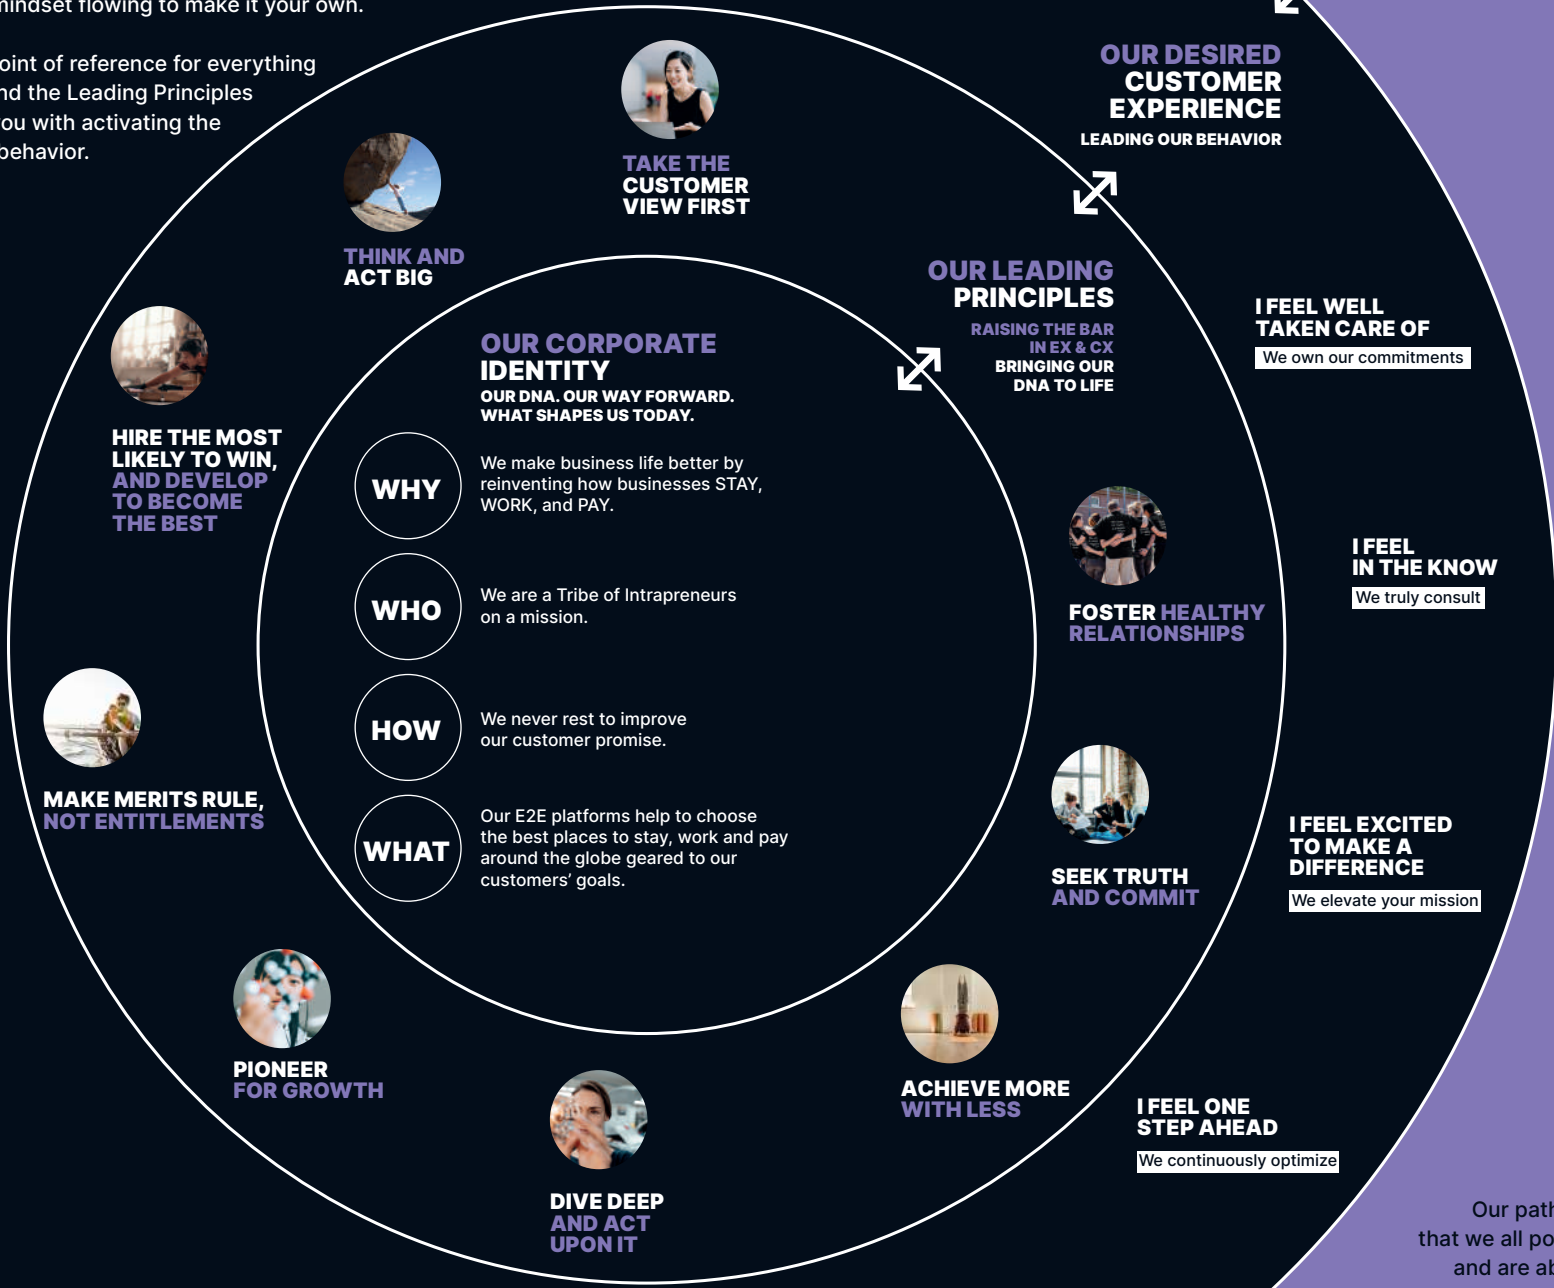 mindset flowing to make it your own.
oint of reference for everything
nd the Leading Principles
you with activating the
behavior.
OUR DESIRED
CUSTOMER
EXPERIENCE
LEADING OUR BEHAVIOR
TAKE THE
CUSTOMER
VIEW FIRST
THINK AND
ACT BIG
OUR LEADING
PRINCIPLES
RAISING THE BAR
IN EX & CX
BRINGING OUR
DNA TO LIFE
I FEEL WELL
TAKEN CARE OF
We own our commitments
OUR CORPORATE
IDENTITY
OUR DNA. OUR WAY FORWARD.
WHAT SHAPES US TODAY.
HIRE THE MOST
LIKELY TO WIN,
AND DEVELOP
TO BECOME
THE BEST
WHY
We make business life better by
reinventing how businesses STAY,
WORK, and PAY.
WHO
We are a Tribe of Intrapreneurs
on a mission.
HOW
We never rest to improve
our customer promise.
WHAT
Our E2E platforms help to choose
the best places to stay, work and pay
around the globe geared to our
customers’ goals.
I FEEL
IN THE KNOW
We truly consult
FOSTER HEALTHY
RELATIONSHIPS
MAKE MERITS RULE,
NOT ENTITLEMENTS
I FEEL EXCITED
TO MAKE A
DIFFERENCE
We elevate your mission
SEEK TRUTH
AND COMMIT
PIONEER
FOR GROWTH
ACHIEVE MORE
WITH LESS
I FEEL ONE
STEP AHEAD
We continuously optimize
DIVE DEEP
AND ACT
UPON IT
Our path
that we all po
and are ab